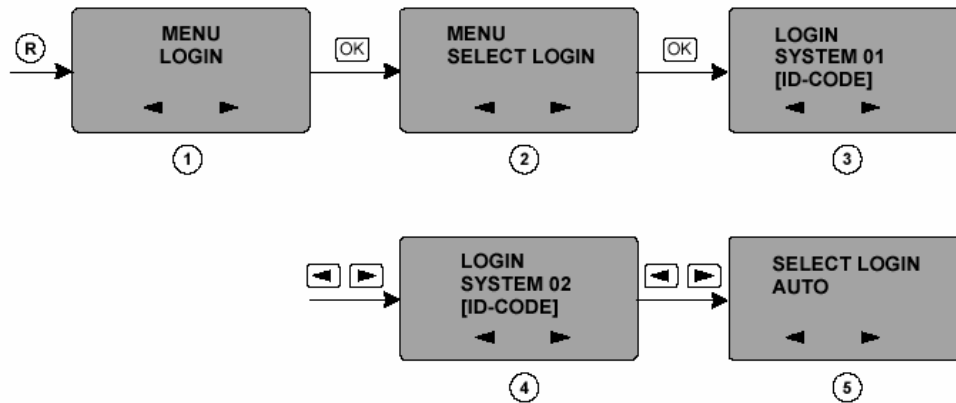 R
MENU
LOGIN
1
OK
MENU
SELECT LOGIN
2
OK
LOGIN
SYSTEM 01
[ID-CODE]
3
LOGIN
SYSTEM 02
[ID-CODE]
4
SELECT LOGIN
AUTO
5